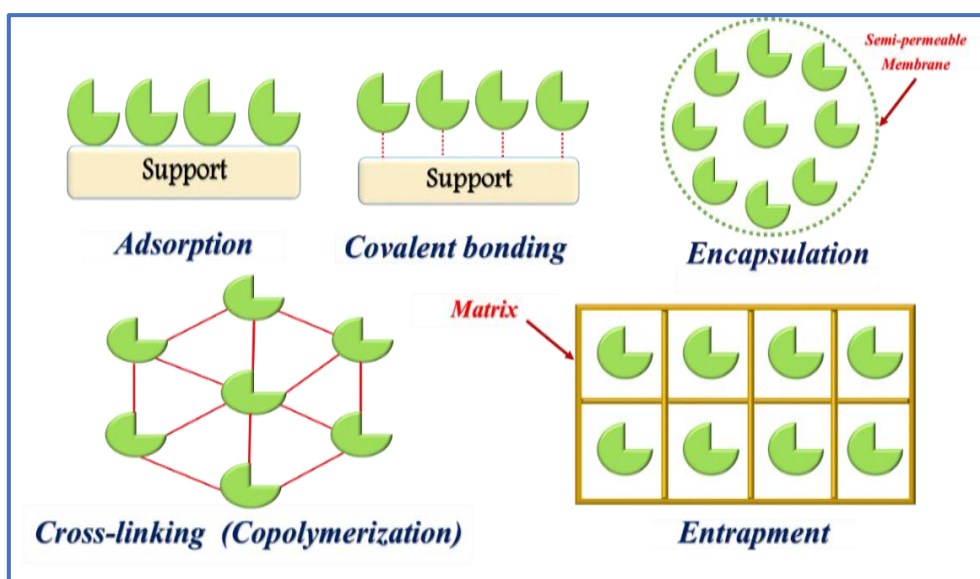 Semi-permeable
Membrane
Support
Support
Adsorption
Covalent bonding
Encapsulation
Matrix
Cross-linking (Copolymerization)
Entrapment